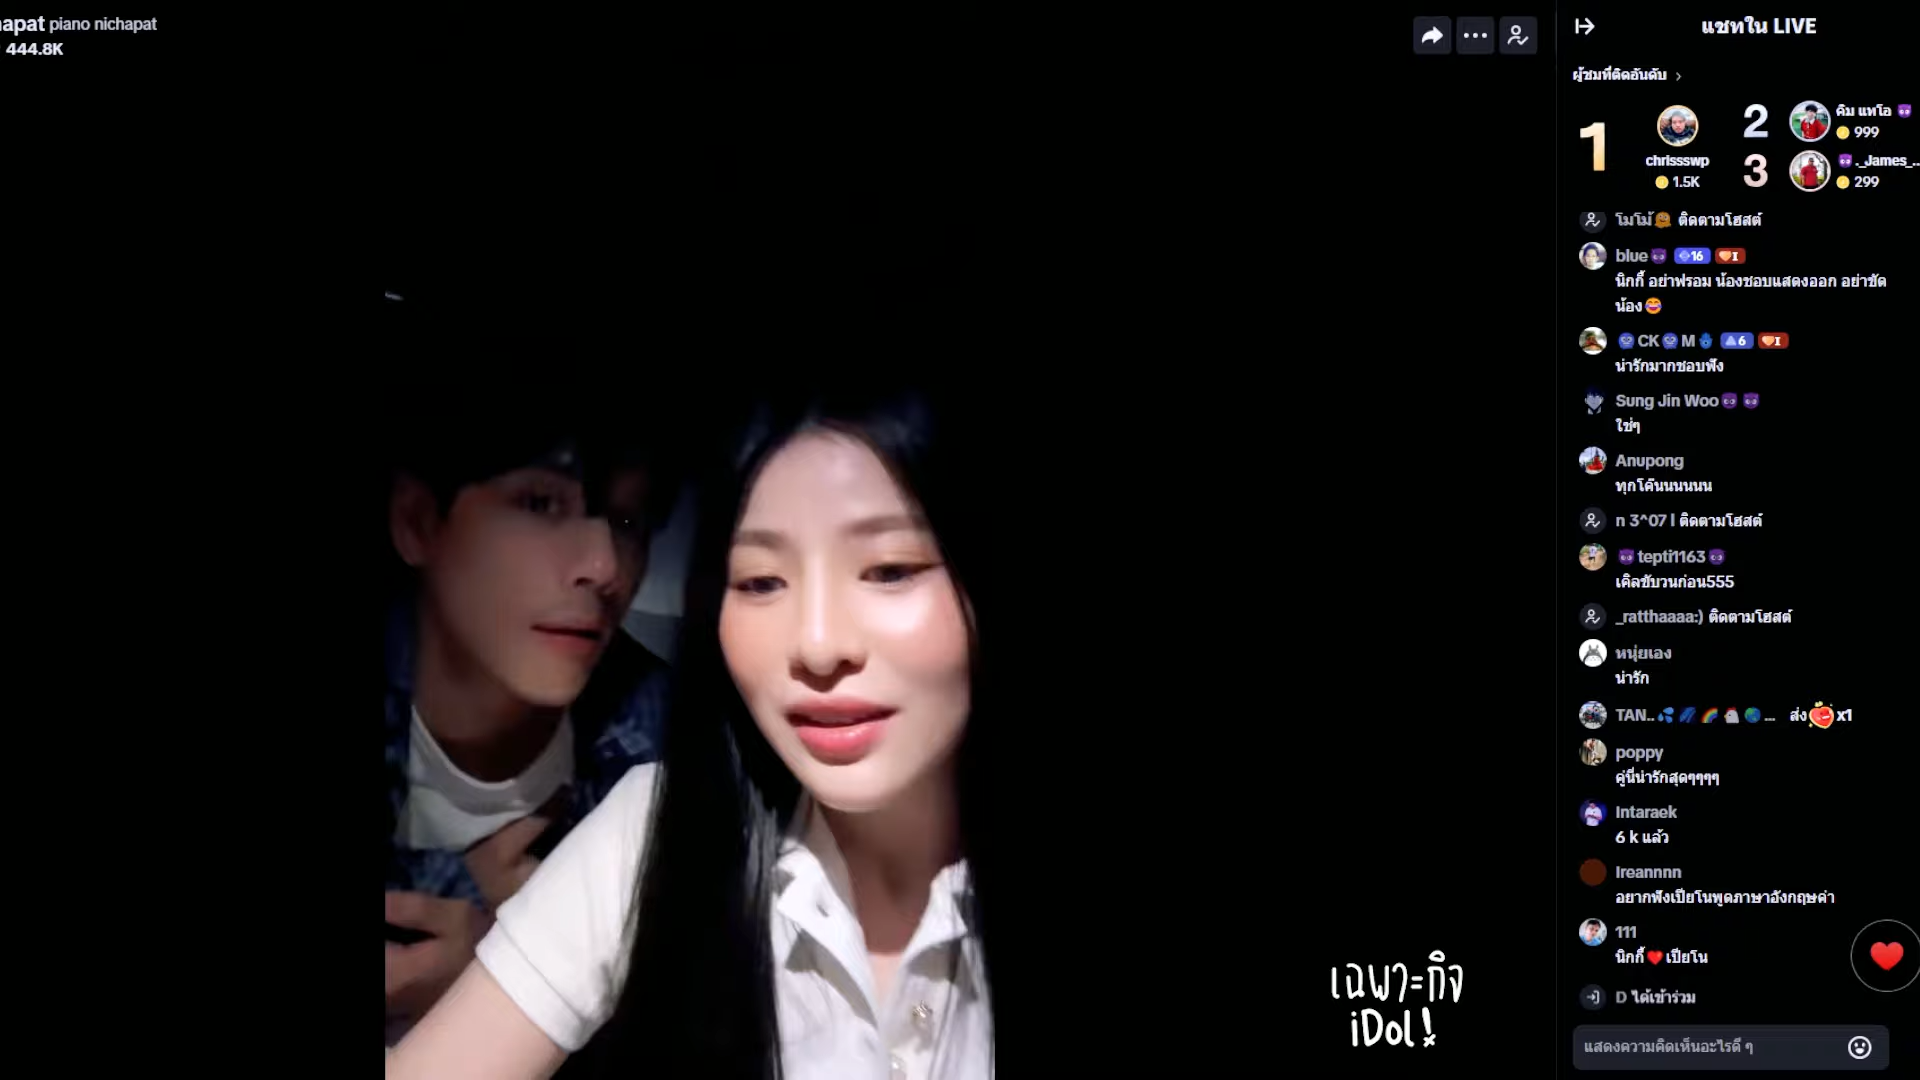 hapat piano nichapat
444.8K
แชทใน LIVE
ผู้ชมที่ติดอันดับ
1
chrissswp
1.5K
2
คิม แทโอ
999
3
._James_...
299
โมโม่ ติดตามโฮสต์
blue 16 I
นิกกี้ อย่าฟรอม น้องชอบแสดงออก อย่าขัด
น้อง
CK M 6 I
น่ารักมากชอบฟัง
Sung Jin Woo
ใช่ๆ
Anupong
ทุกโค๊นนนนนน
n 3^07 l ติดตามโฮสต์
tepti1163
เคิลขับวนก่อน555
_ratthaaaa:) ติดตามโฮสต์
หนุ่ยเอง
น่ารัก
TAN.. ... ส่ง x1
poppy
คู่นี้น่ารักสุดๆๆๆๆ
Intaraek
6 k แล้ว
Ireannnn
อยากฟังเปียโนพูดภาษาอังกฤษค่า
111
นิกกี้ เปียโน
D ได้เข้าร่วม
แสดงความคิดเห็นอะไรดี ๆ
เฉพาะกิจ
iDol!